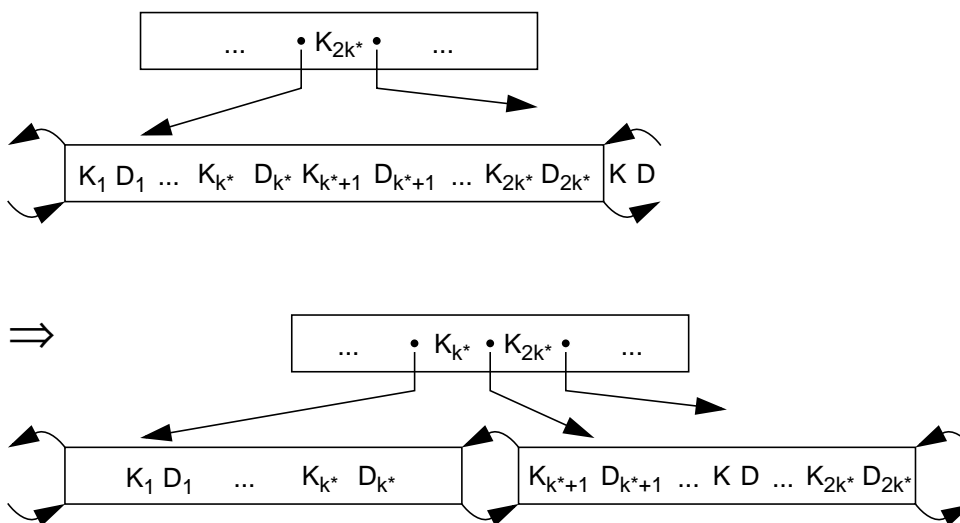 ... • K₂ₖ* • ...
K₁ D₁ ... Kₖ* Dₖ* Kₖ*₊₁ Dₖ*₊₁ ... K₂ₖ* D₂ₖ* K D
⇒
... • Kₖ* • K₂ₖ* • ...
K₁ D₁ ... Kₖ* Dₖ* Kₖ*₊₁ Dₖ*₊₁ ... K D ... K₂ₖ* D₂ₖ*